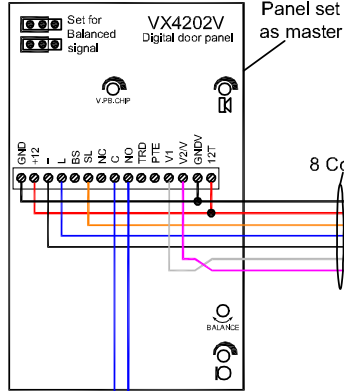 Panel set
as master
Set for
Balanced
signal
VX4202V
Digital door panel
V.P.B.CHIP
GND
+12
–
L
BS
SL
NC
C
NO
TRD
PTE
V1
V2/V
GNDV
12T
8 Co
BALANCE